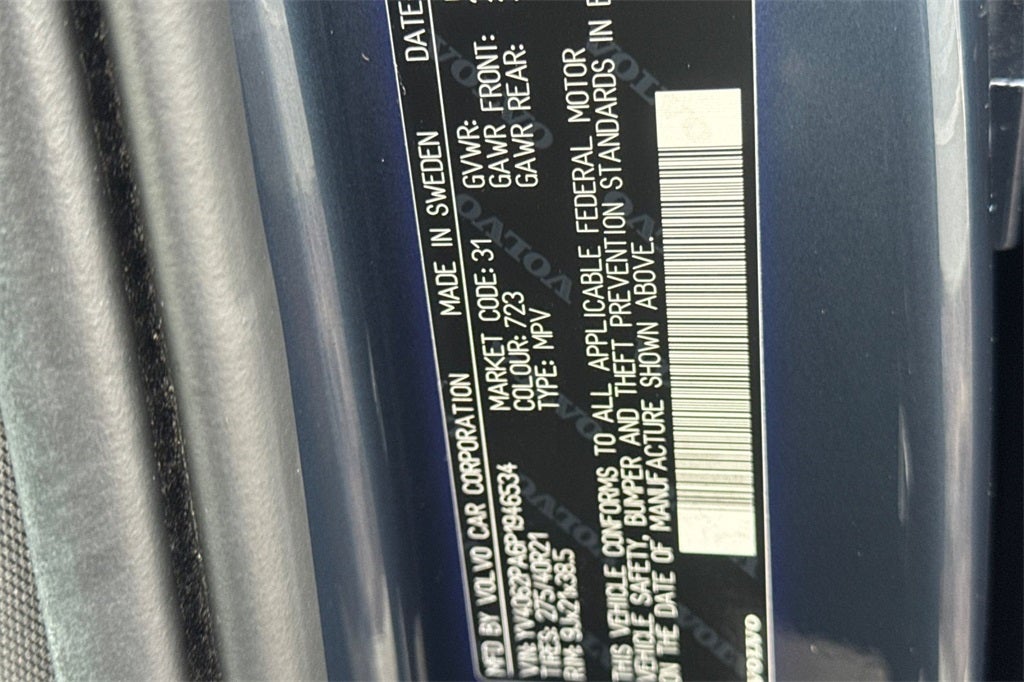 MFD BY VOLVO CAR CORPORATION MADE IN SWEDEN DATE
VIN: YV4062PA6P1946534 MARKET CODE: 31 GVWR:
TIRES: 275/40R21 COLOUR: 723 GAWR FRONT:
RIM: 9Jx21x38.5 TYPE: MPV GAWR REAR:
THIS VEHICLE CONFORMS TO ALL APPLICABLE FEDERAL MOTOR
VEHICLE SAFETY, BUMPER AND THEFT PREVENTION STANDARDS IN E
ON THE DATE OF MANUFACTURE SHOWN ABOVE.
VOLVO